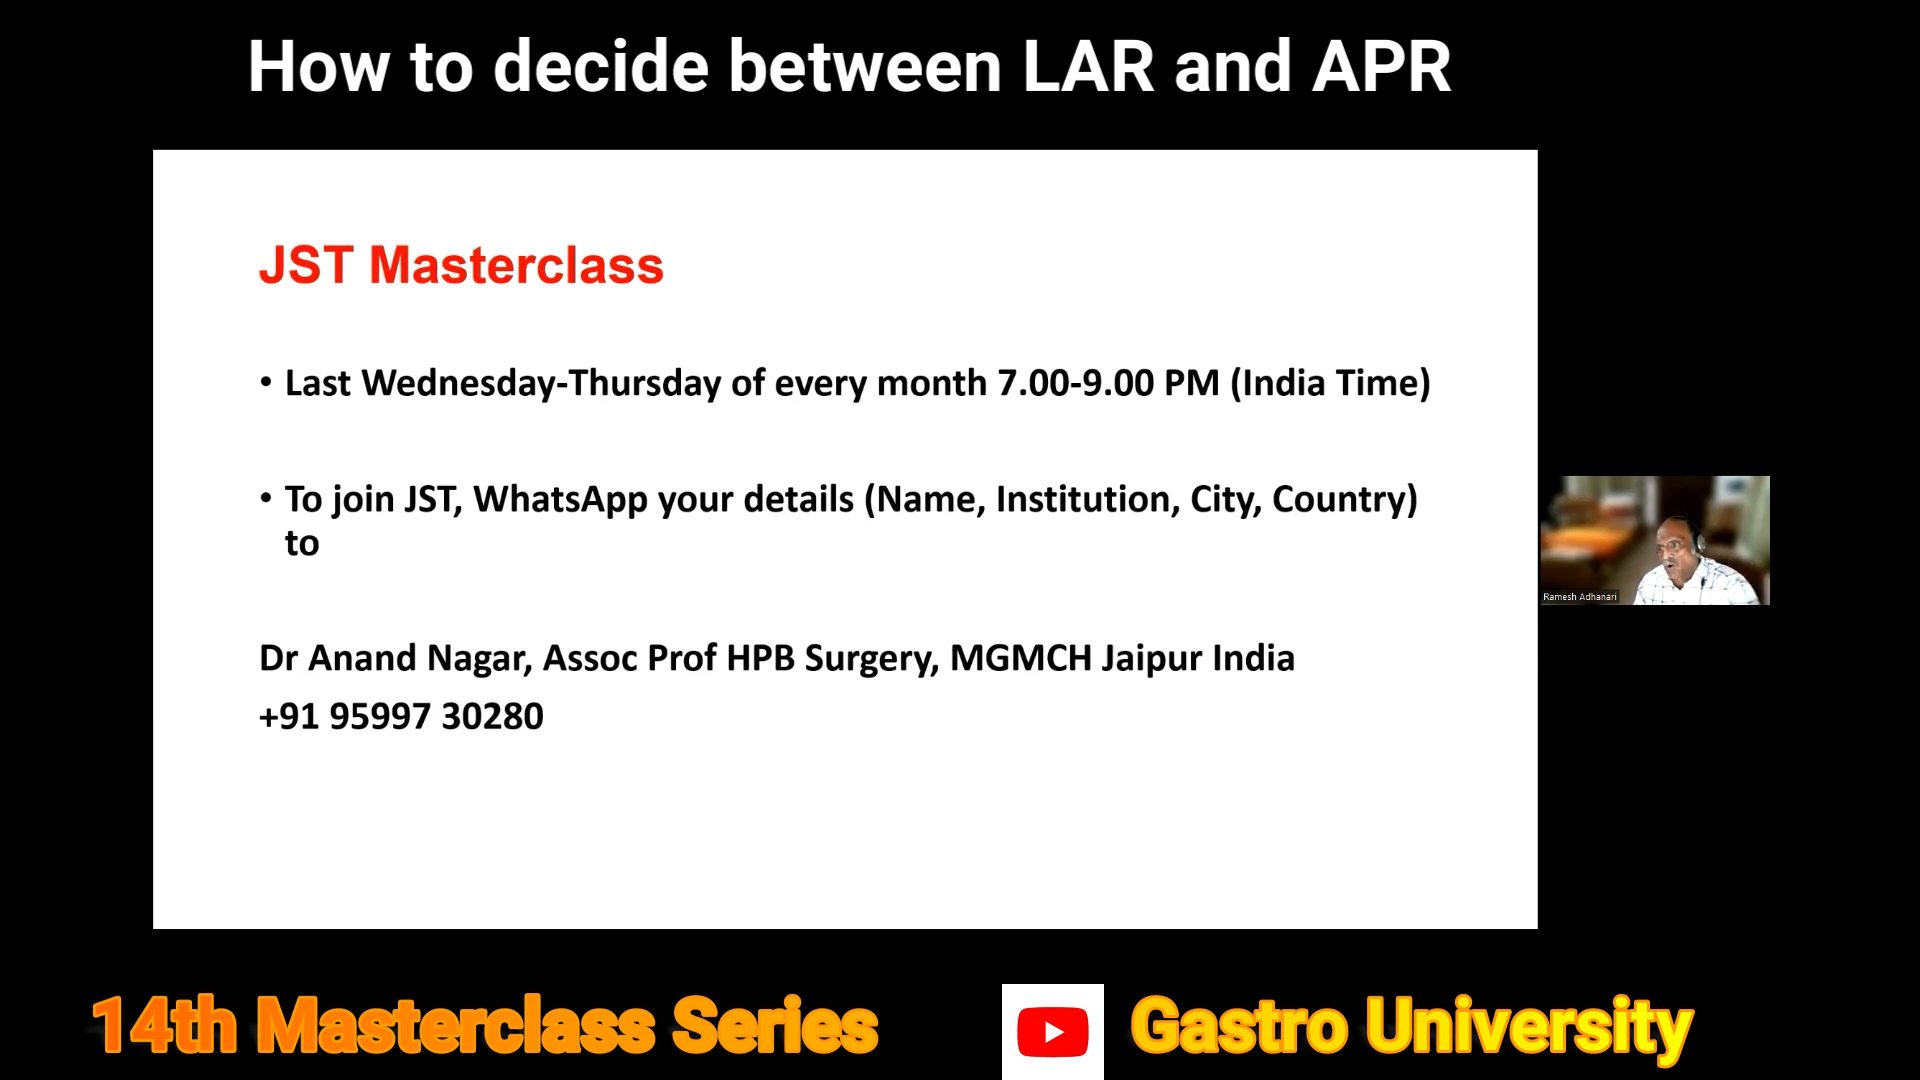 How to decide between LAR and APR
JST Masterclass
• Last Wednesday-Thursday of every month 7.00-9.00 PM (India Time)
• To join JST, WhatsApp your details (Name, Institution, City, Country)
to
Dr Anand Nagar, Assoc Prof HPB Surgery, MGMCH Jaipur India
+91 95997 30280
Ramesh Adhanari
14th Masterclass Series
Gastro University